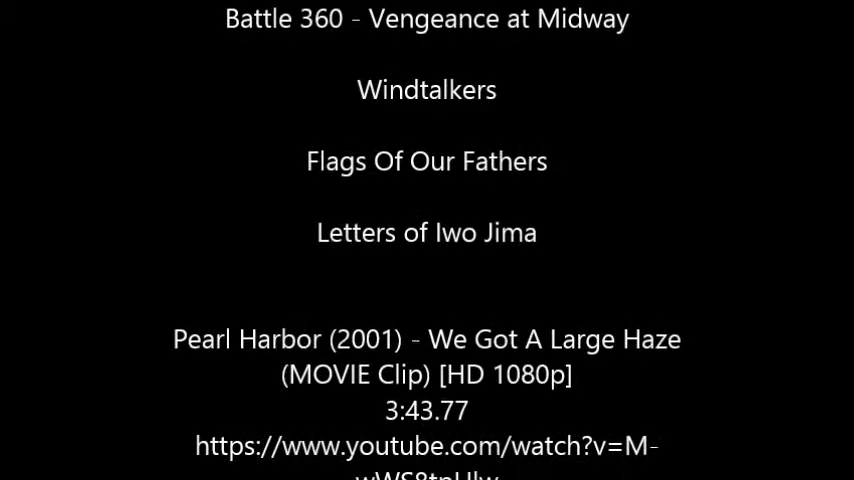 Battle 360 - Vengeance at Midway
Windtalkers
Flags Of Our Fathers
Letters of Iwo Jima
Pearl Harbor (2001) - We Got A Large Haze
(MOVIE Clip) [HD 1080p]
3:43.77
https://www.youtube.com/watch?v=M-